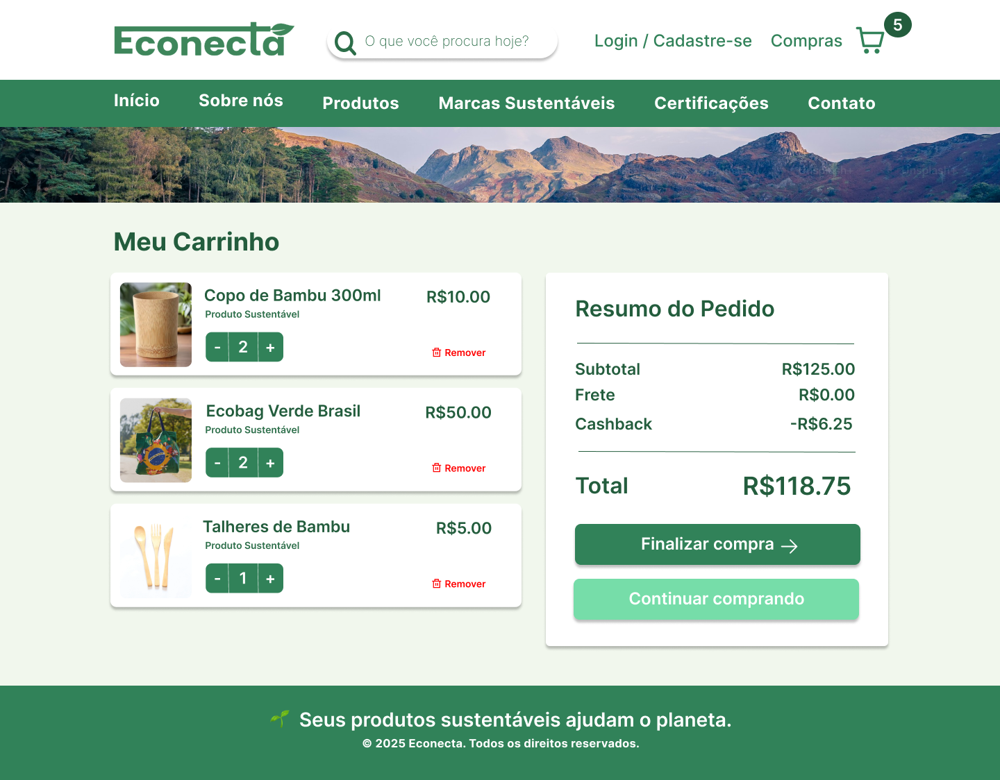 Econecta
O que você procura hoje?
Login / Cadastre-se
Compras
5
Início
Sobre nós
Produtos
Marcas Sustentáveis
Certificações
Contato
Unsplash+
Meu Carrinho
Copo de Bambu 300ml
R$10.00
Produto Sustentável
- 2 +
Remover
Ecobag Verde Brasil
R$50.00
Produto Sustentável
- 2 +
Remover
Talheres de Bambu
R$5.00
Produto Sustentável
- 1 +
Remover
Resumo do Pedido
Subtotal R$125.00
Frete R$0.00
Cashback -R$6.25
Total R$118.75
Finalizar compra →
Continuar comprando
Seus produtos sustentáveis ajudam o planeta.
© 2025 Econecta. Todos os direitos reservados.